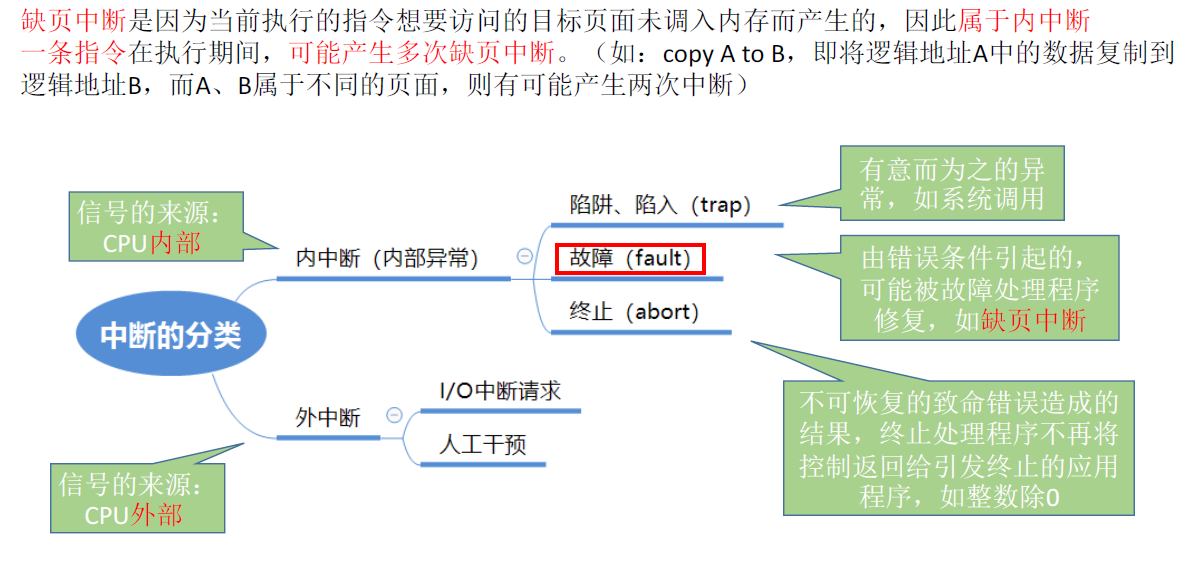 缺页中断是因为当前执行的指令想要访问的目标页面未调入内存而产生的，因此属于内中断
一条指令在执行期间，可能产生多次缺页中断。（如：copy A to B，即将逻辑地址A中的数据复制到
逻辑地址B，而A、B属于不同的页面，则有可能产生两次中断）
有意而为之的异
常，如系统调用
信号的来源：
CPU内部
陷阱、陷入（trap）
内中断（内部异常）
故障（fault）
由错误条件引起的，
可能被故障处理程序
修复，如缺页中断
终止（abort）
中断的分类
I/O中断请求
不可恢复的致命错误造成的
结果，终止处理程序不再将
控制返回给引发终止的应用
程序，如整数除0
外中断
人工干预
信号的来源：
CPU外部